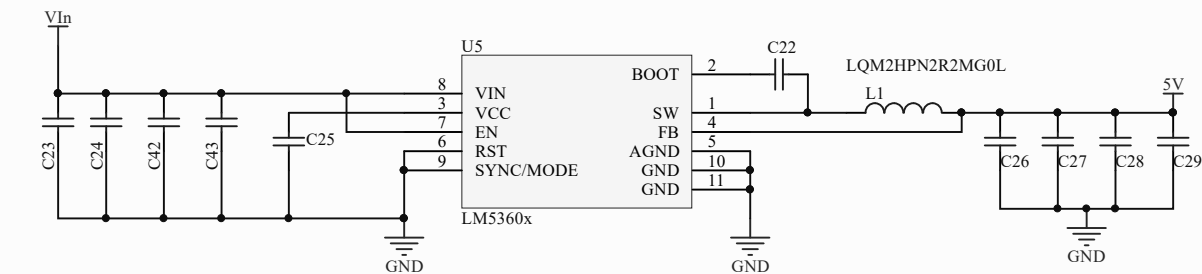 VIn
C23
C24
C42
C43
C25
U5
8 VIN
3 VCC
7 EN
6 RST
9 SYNC/MODE
BOOT 2
SW 1
FB 4
AGND 5
GND 10
GND 11
LM5360x
GND
GND
C22
LQM2HPN2R2MG0L
L1
5V
C26
C27
C28
C29
GND